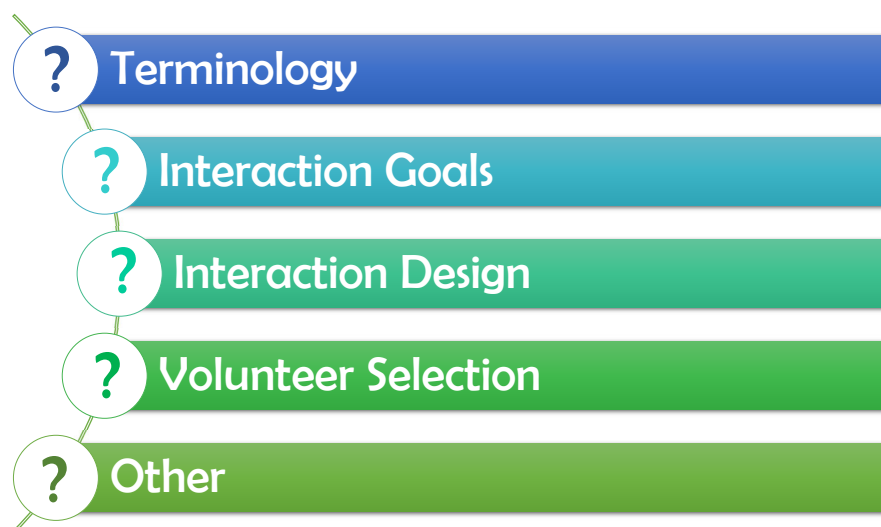 ? Terminology
? Interaction Goals
? Interaction Design
? Volunteer Selection
? Other